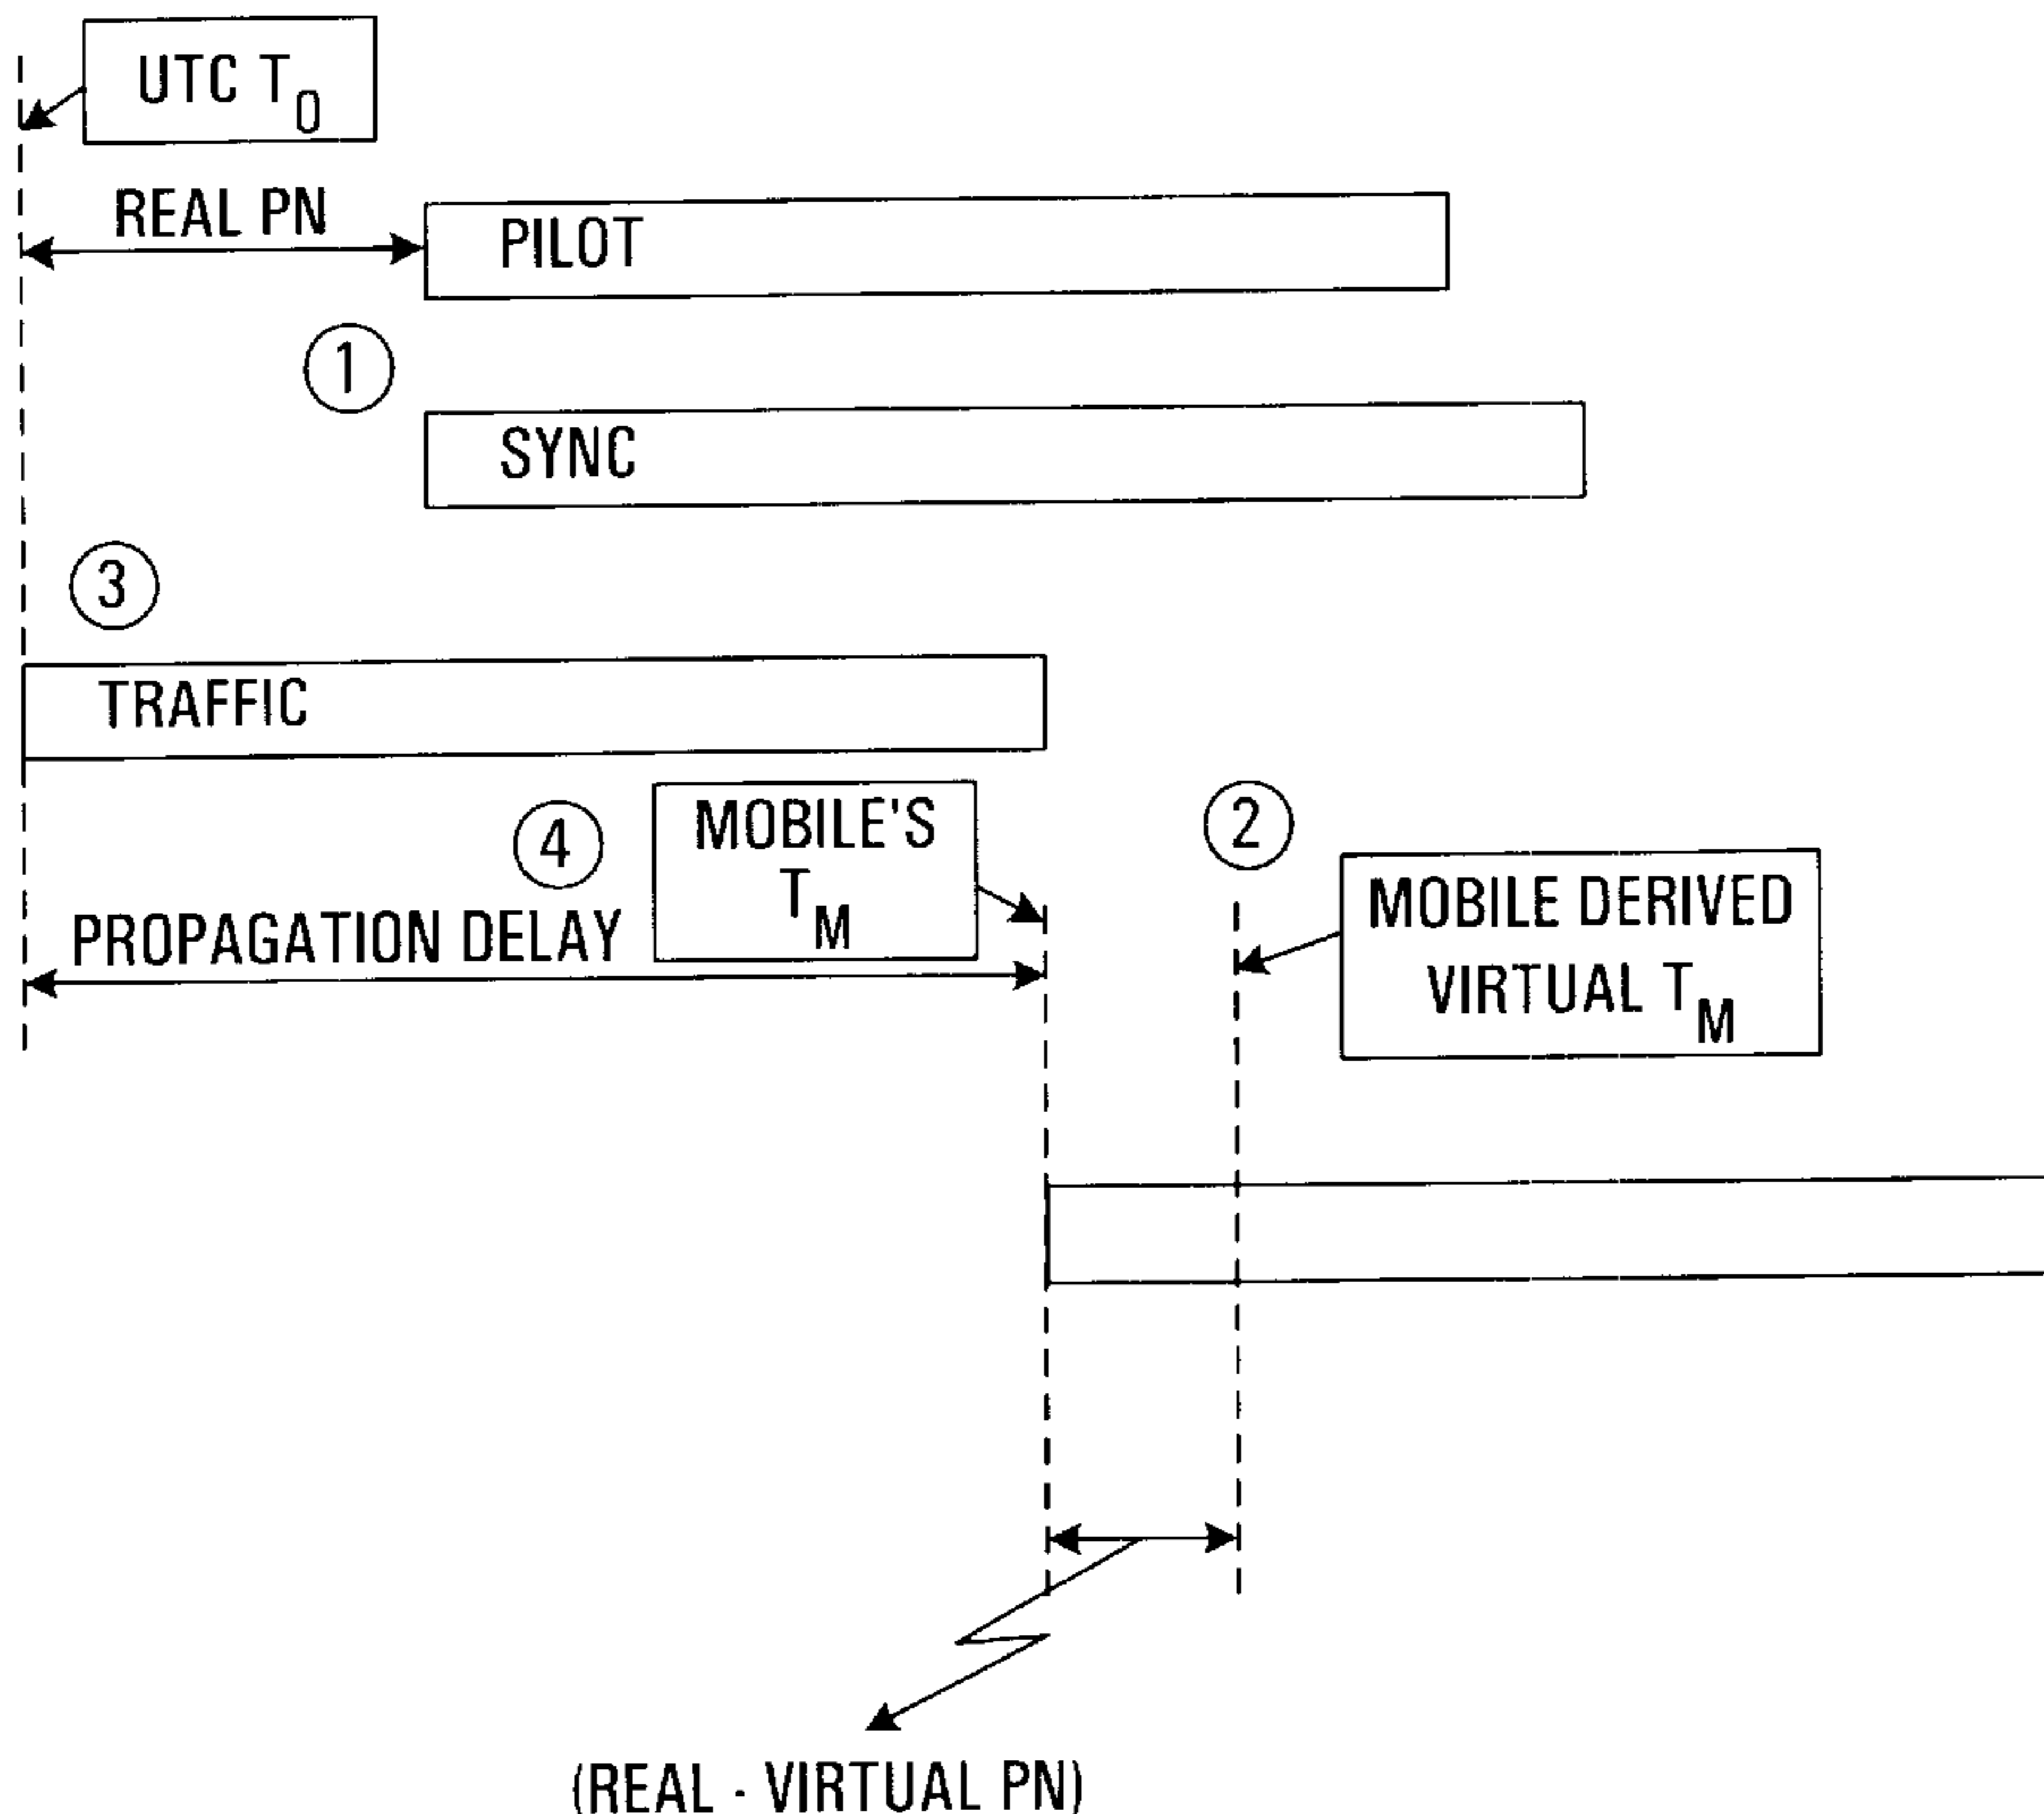 UTC T0
REAL PN
PILOT
1
SYNC
3
TRAFFIC
4
MOBILE'S
TM
2
PROPAGATION DELAY
MOBILE DERIVED
VIRTUAL TM
(REAL - VIRTUAL PN)